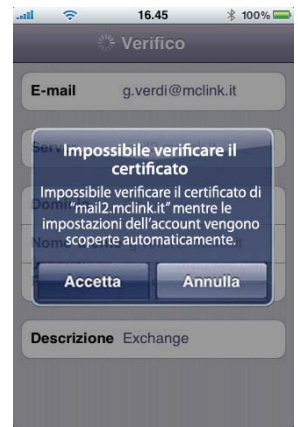 16.45
100%
Verifico
E-mail g.verdi@mclink.it
Impossibile verificare il
certificato
Impossibile verificare il certificato di
“mail2.mclink.it” mentre le
impostazioni dell’account vengono
scoperte automaticamente.
Accetta Annulla
Descrizione Exchange